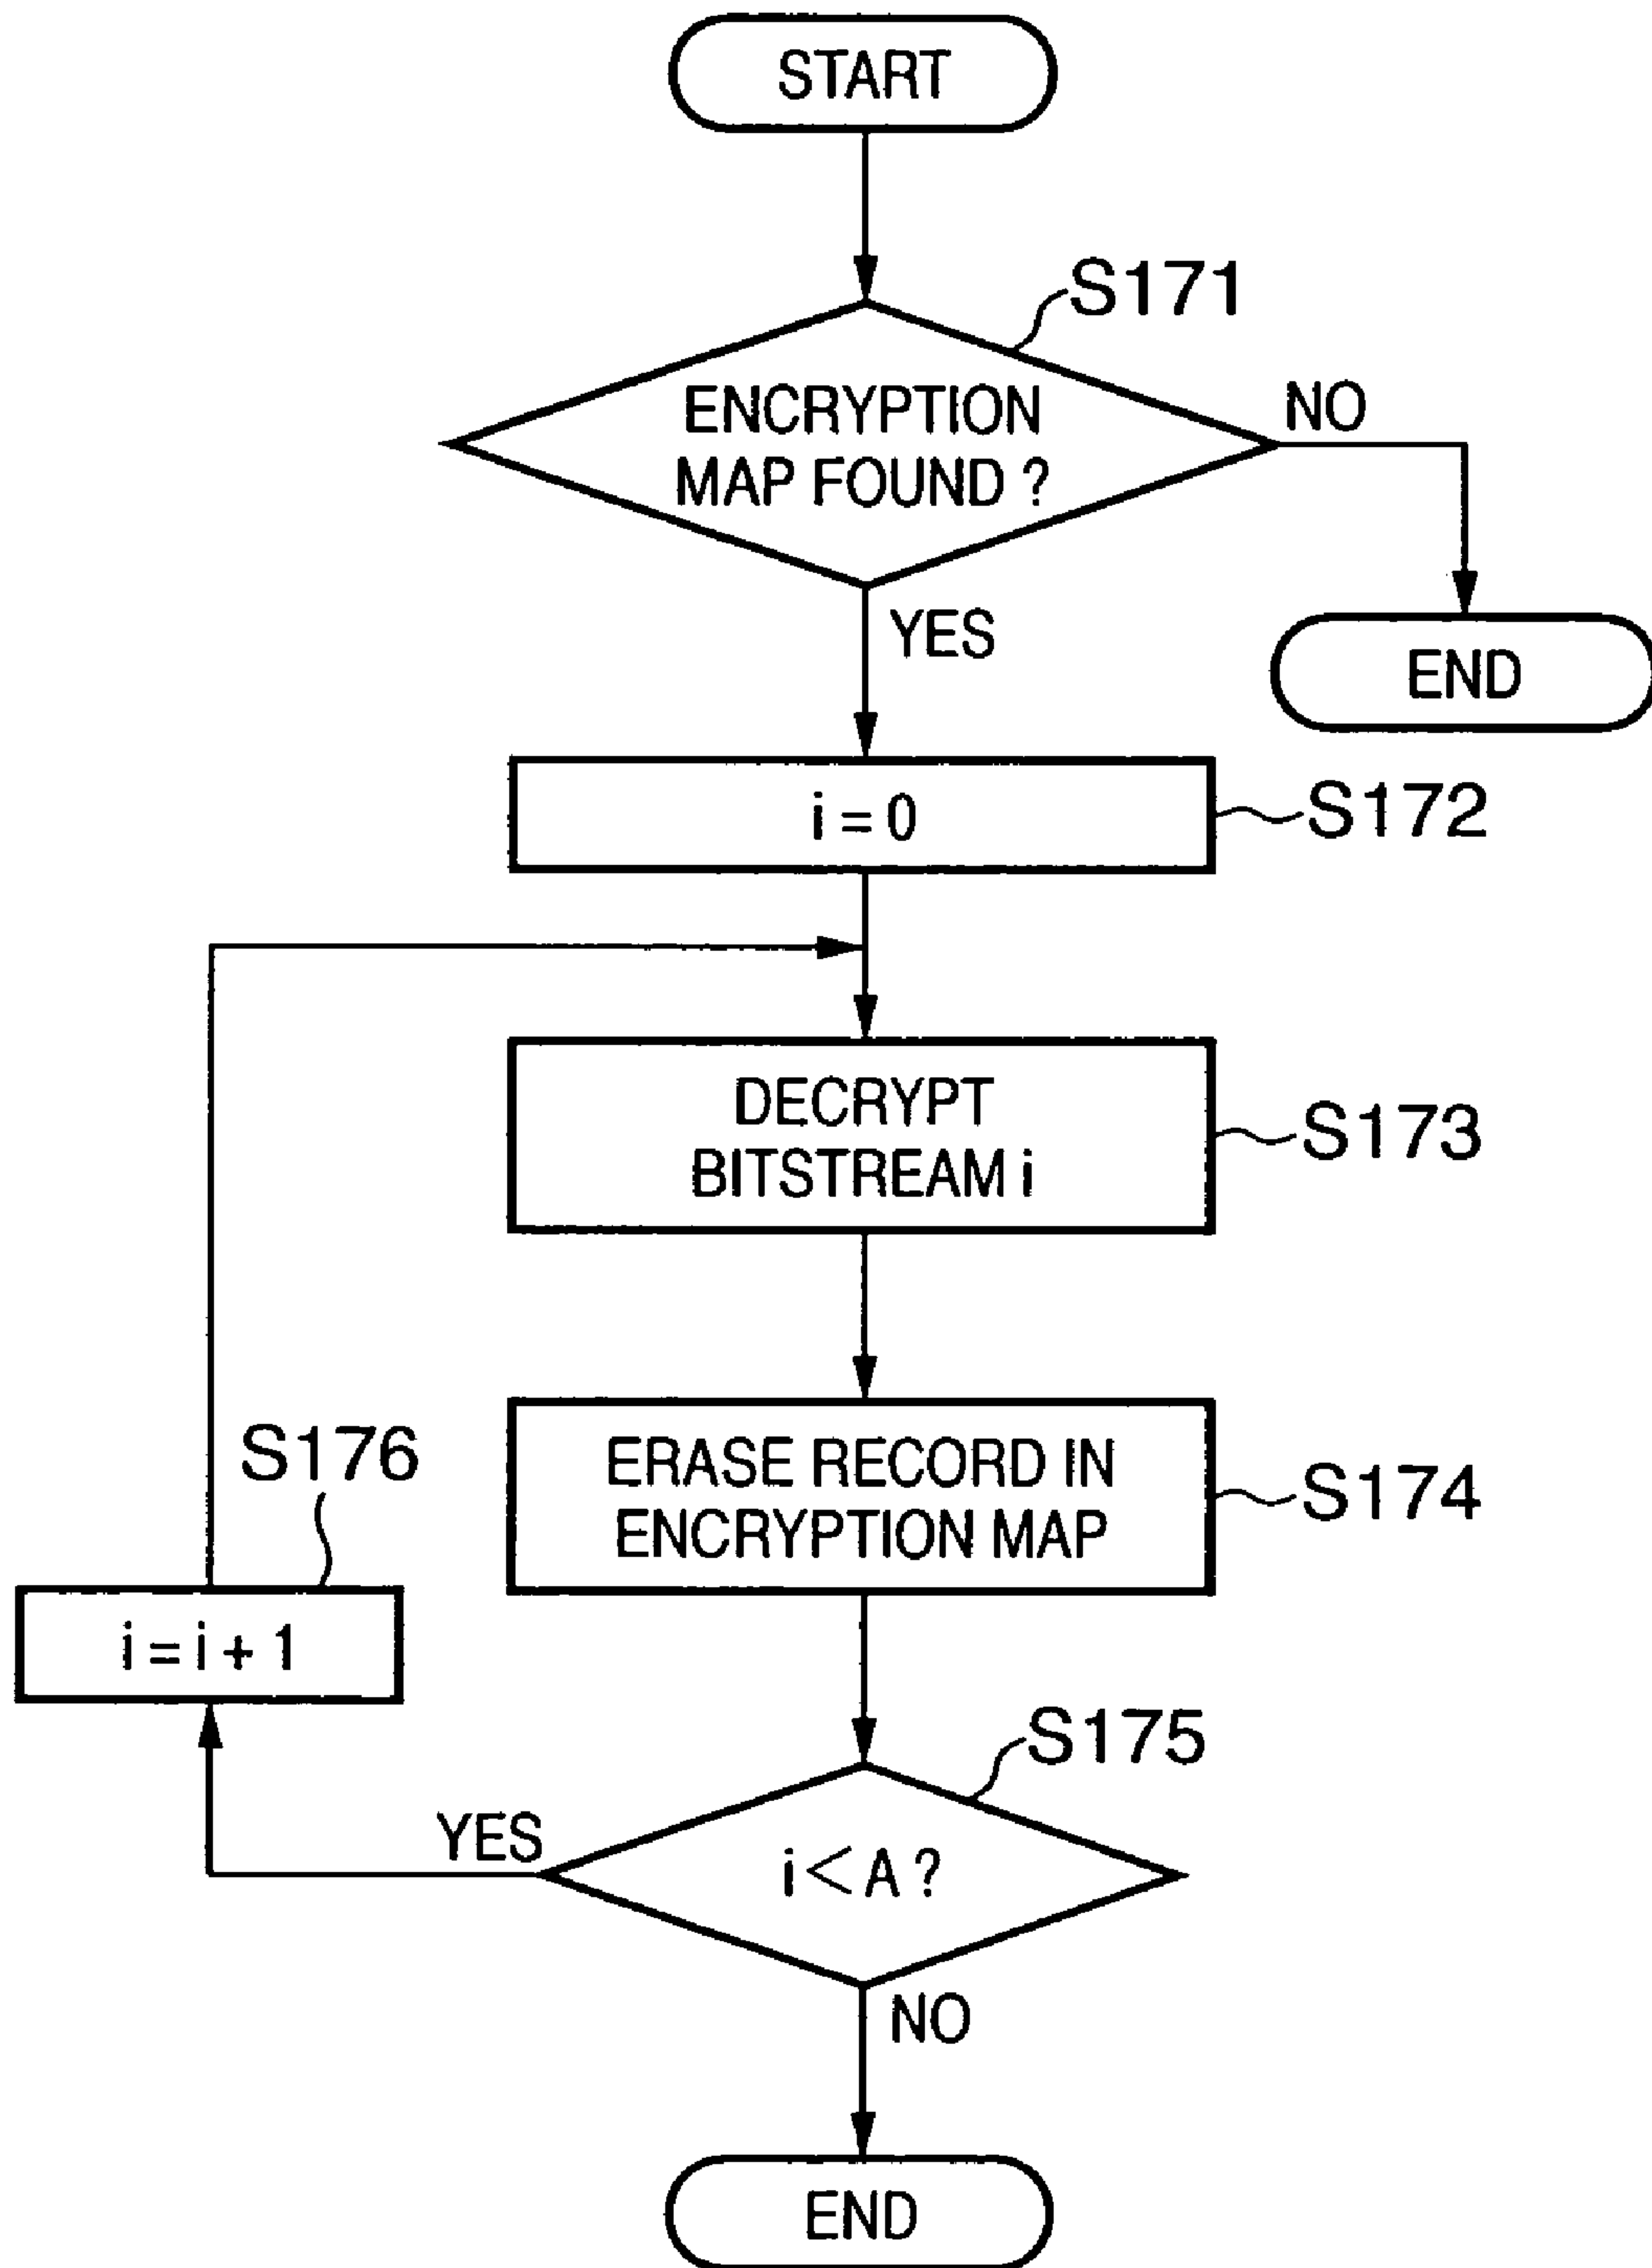 START
S171
ENCRYPTION
MAP FOUND ?
NO
YES
END
i = 0
S172
DECRYPT
BITSTREAM i
S173
ERASE RECORD IN
ENCRYPTION MAP
S174
S176
i = i + 1
S175
YES
i < A ?
NO
END